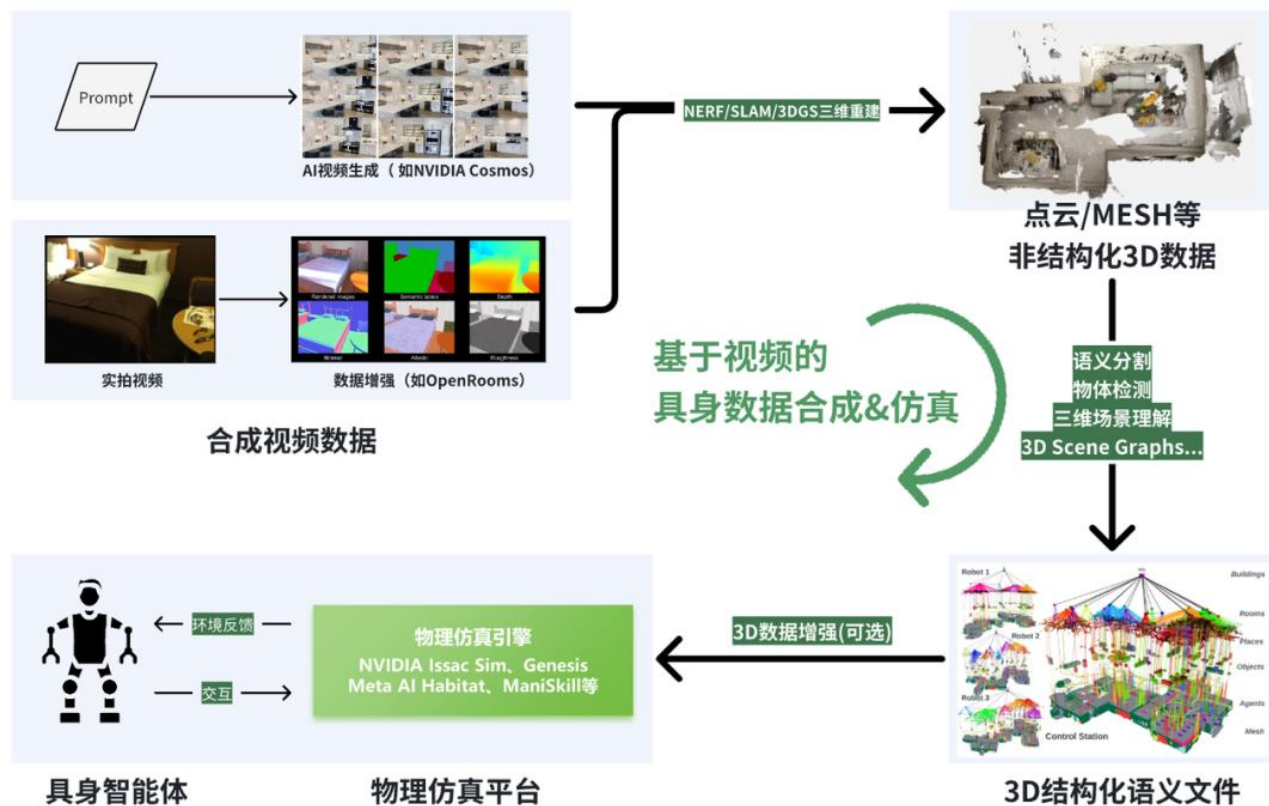 Prompt
AI视频生成（ 如NVIDIA Cosmos）
NERF/SLAM/3DGS三维重建
点云/MESH等
非结构化3D数据
Rendered images
Semantic labels
Depth
Normal
Albedo
Roughness
实拍视频
数据增强（如OpenRooms）
合成视频数据
基于视频的
具身数据合成&仿真
语义分割
物体检测
三维场景理解
3D Scene Graphs...
环境反馈
交互
物理仿真引擎
NVIDIA Issac Sim、Genesis
Meta AI Habitat、ManiSkill等
3D数据增强(可选)
Robot 1
Robot 2
Robot 3
Control Station
Buildings
Rooms
Places
Objects
Agents
Mesh
具身智能体
物理仿真平台
3D结构化语义文件